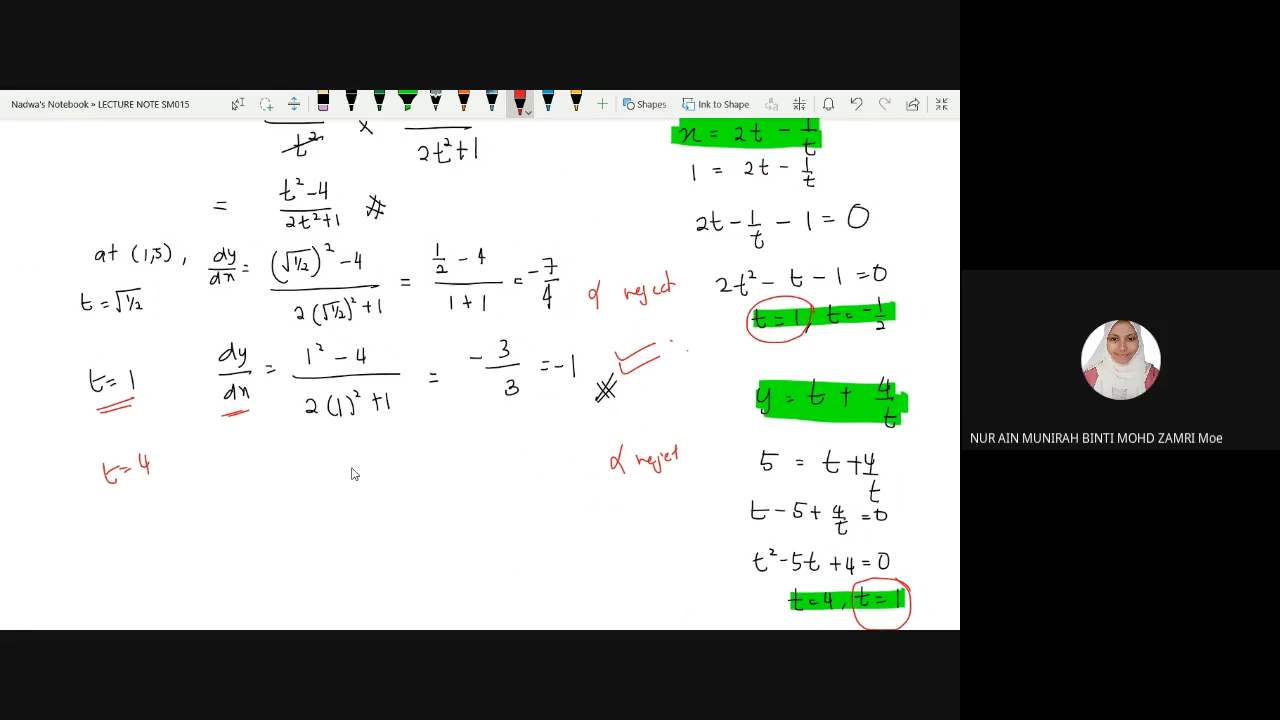 Nadwa's Notebook » LECTURE NOTE SM015
Shapes
Ink to Shape
t² × 2t²+1
= t²-4 / 2t²+1
at (1,5), dy/dx = (√1/2)² - 4 / 2(√1/2)²+1 = 1/2 - 4 / 1+1 = -7/4 reject
t = √1/2
t = 1 dy/dx = 1² - 4 / 2(1)²+1 = -3/3 = -1
t = 4
x = 2t - 1/t
1 = 2t - 1/t
2t - 1/t - 1 = 0
2t² - t - 1 = 0
t = 1, t = -1/2
y = t + 4/t
5 = t + 4/t
t - 5 + 4/t = 0
t² - 5t + 4 = 0
t = 4, t = 1
NUR AIN MUNIRAH BINTI MOHD ZAMRI Moe